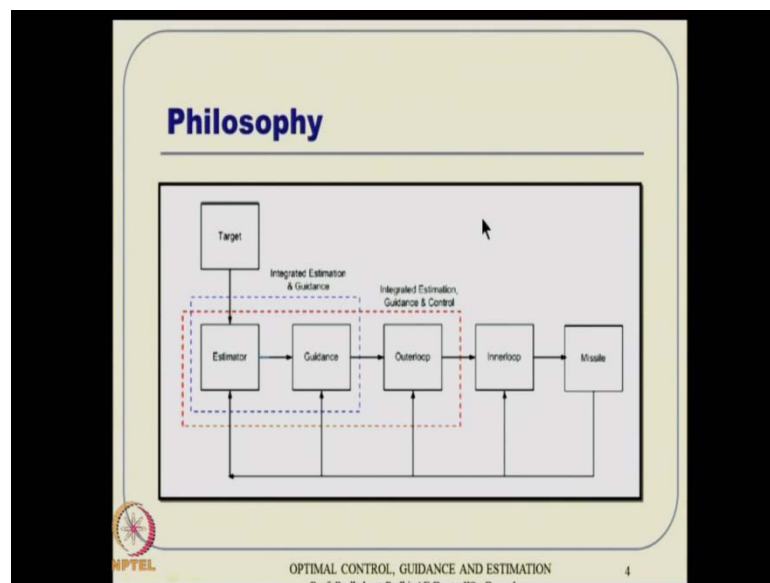 Philosophy
Target
Integrated Estimation
& Guidance
Integrated Estimation,
Guidance & Control
Estimator
Guidance
Outerloop
Innerloop
Missile
NPTEL
OPTIMAL CONTROL, GUIDANCE AND ESTIMATION
4